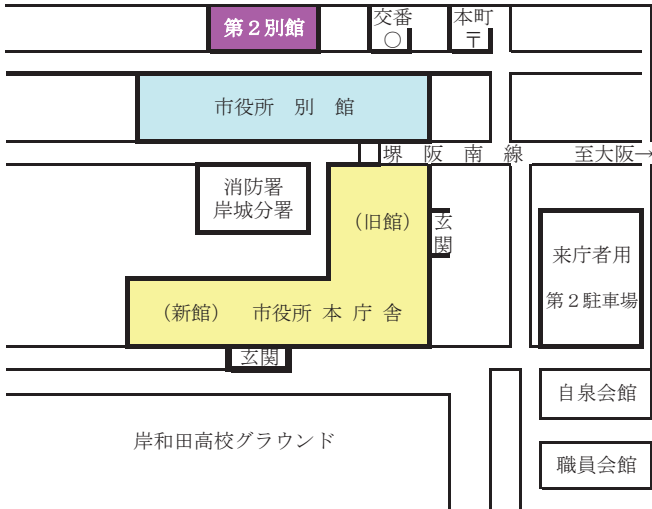 第２別館
交番
○
本町
〒
市役所 別 館
堺 阪 南 線 至大阪→
消防署
岸城分署
（旧館）
玄
関
来庁者用
第２駐車場
（新館） 市役所 本 庁 舎
玄関
自泉会館
岸和田高校グラウンド
職員会館